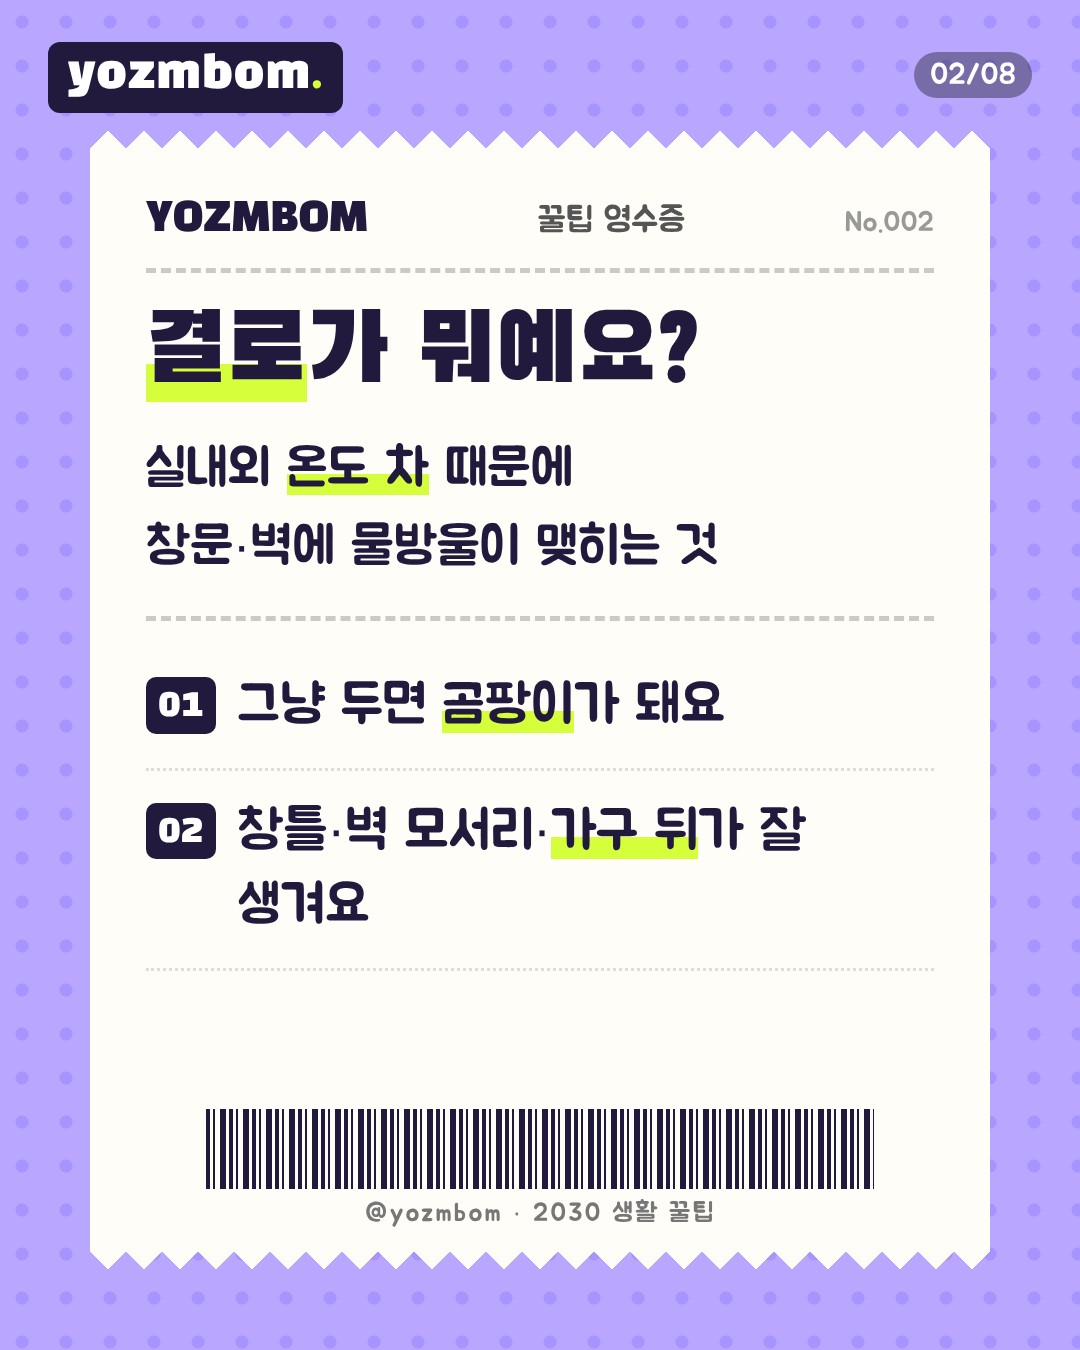 yozmbom.
02/08
YOZMBOM 꿀팁 영수증 No.002
결로가 뭐예요?
실내외 온도 차 때문에
창문·벽에 물방울이 맺히는 것
01 그냥 두면 곰팡이가 돼요
02 창틀·벽 모서리·가구 뒤가 잘
생겨요
@yozmbom · 2030 생활 꿀팁